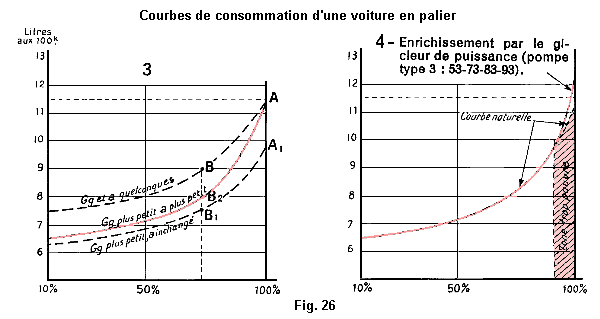 Courbes de consommation d'une voiture en palier
Litres
aux 100k
13
12
11
10
9
8
7
6
3
A
A1
B
B2
B1
Gg et a quelconques
Gg plus petit a plus petit
Gg plus petit, a inchangé
10%
50%
100%
4 - Enrichissement par le gi-
cleur de puissance (pompe
type 3 : 53-73-83-93).
13
12
11
10
9
8
7
6
Courbe naturelle
10%
50%
100%
Fig. 26